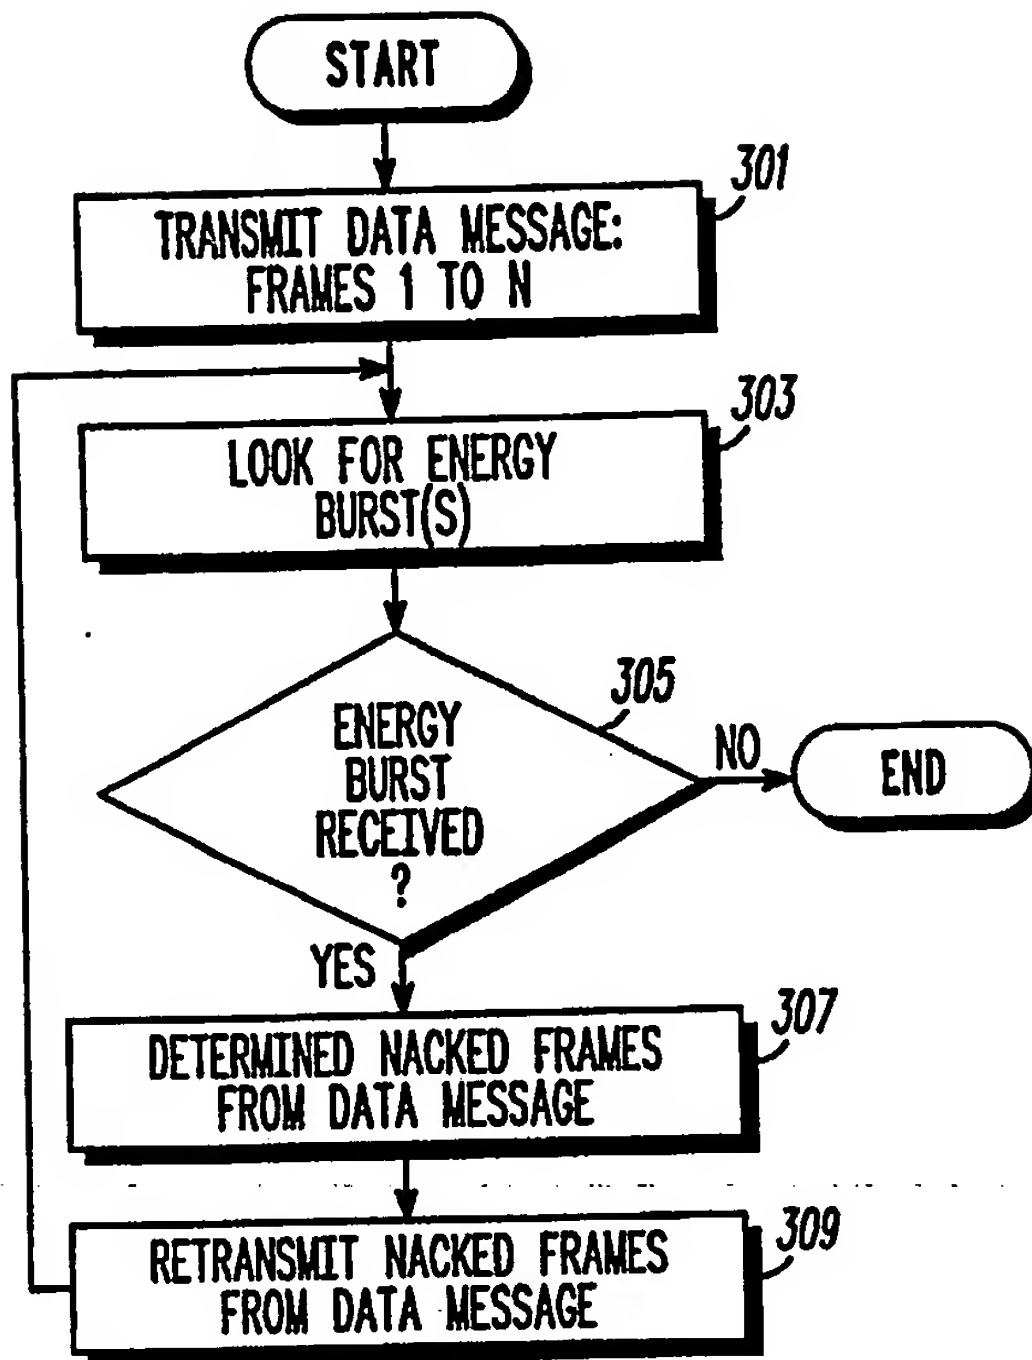 START
301
TRANSMIT DATA MESSAGE:
FRAMES 1 TO N
303
LOOK FOR ENERGY
BURST(S)
305
ENERGY
BURST
RECEIVED
?
NO
END
YES
307
DETERMINED NACKED FRAMES
FROM DATA MESSAGE
309
RETRANSMIT NACKED FRAMES
FROM DATA MESSAGE